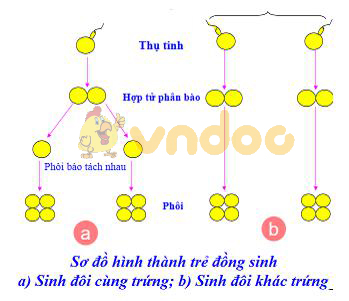 Thụ tinh
Hợp tử phân bào
vndoc
Phôi bào tách nhau
Phôi
a
b
Sơ đồ hình thành trẻ đồng sinh
a) Sinh đôi cùng trứng; b) Sinh đôi khác trứng_